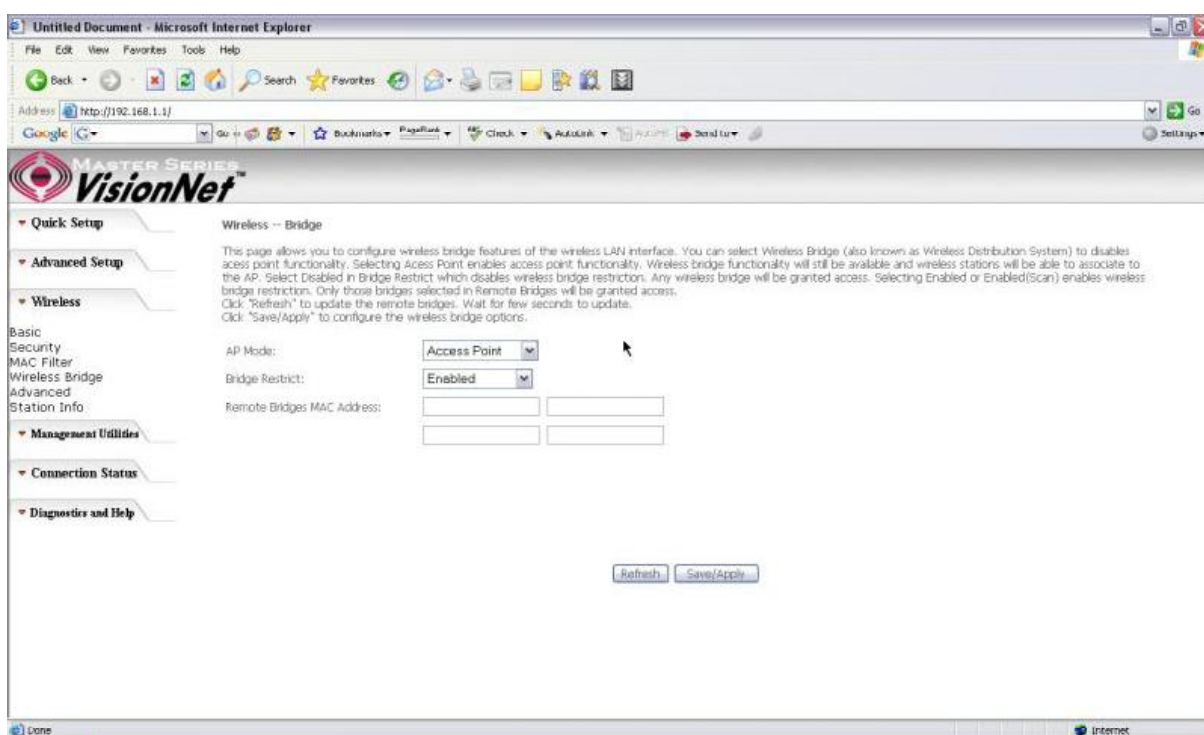 Untitled Document - Microsoft Internet Explorer
File Edit View Favorites Tools Help
Back Search Favorites
Address http://192.168.1.1/ Go
Google G Go Bookmarks PageRank Check AutoLink Send to Settings
MASTER SERIES
VisionNet™
Quick Setup
Advanced Setup
Wireless
Basic
Security
MAC Filter
Wireless Bridge
Advanced
Station Info
Management Utilities
Connection Status
Diagnostics and Help
Wireless -- Bridge
This page allows you to configure wireless bridge features of the wireless LAN interface. You can select Wireless Bridge (also known as Wireless Distribution System) to disables
acess point functionality. Selecting Acess Point enables access point functionality. Wireless bridge functionality will still be available and wireless stations will be able to associate to
the AP. Select Disabled in Bridge Restrict which disables wireless bridge restriction. Any wireless bridge will be granted access. Selecting Enabled or Enabled(Scan) enables wireless
bridge restriction. Only those bridges selected in Remote Bridges will be granted access.
Click "Refresh" to update the remote bridges. Wait for few seconds to update.
Click "Save/Apply" to configure the wireless bridge options.
AP Mode: Access Point
Bridge Restrict: Enabled
Remote Bridges MAC Address:
Refresh Save/Apply
Done Internet